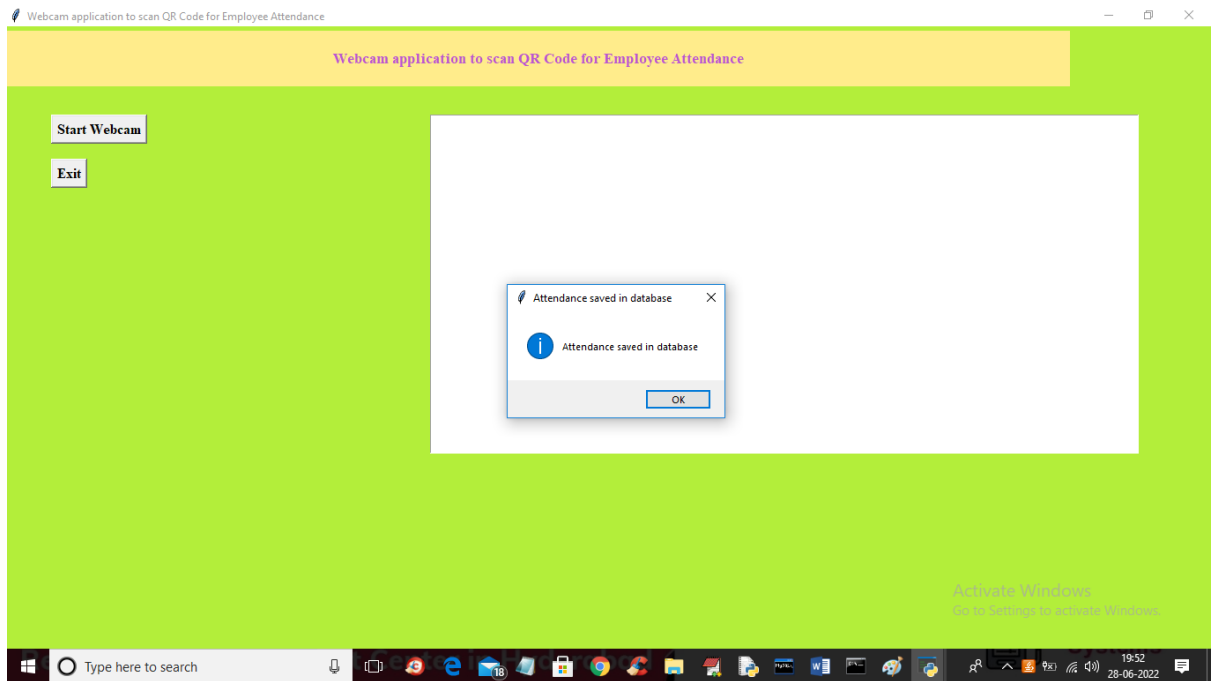 Webcam application to scan QR Code for Employee Attendance
Webcam application to scan QR Code for Employee Attendance
Start Webcam
Exit
Attendance saved in database
Attendance saved in database
OK
Activate Windows
Go to Settings to activate Windows.
Type here to search
18
19:52
28-06-2022